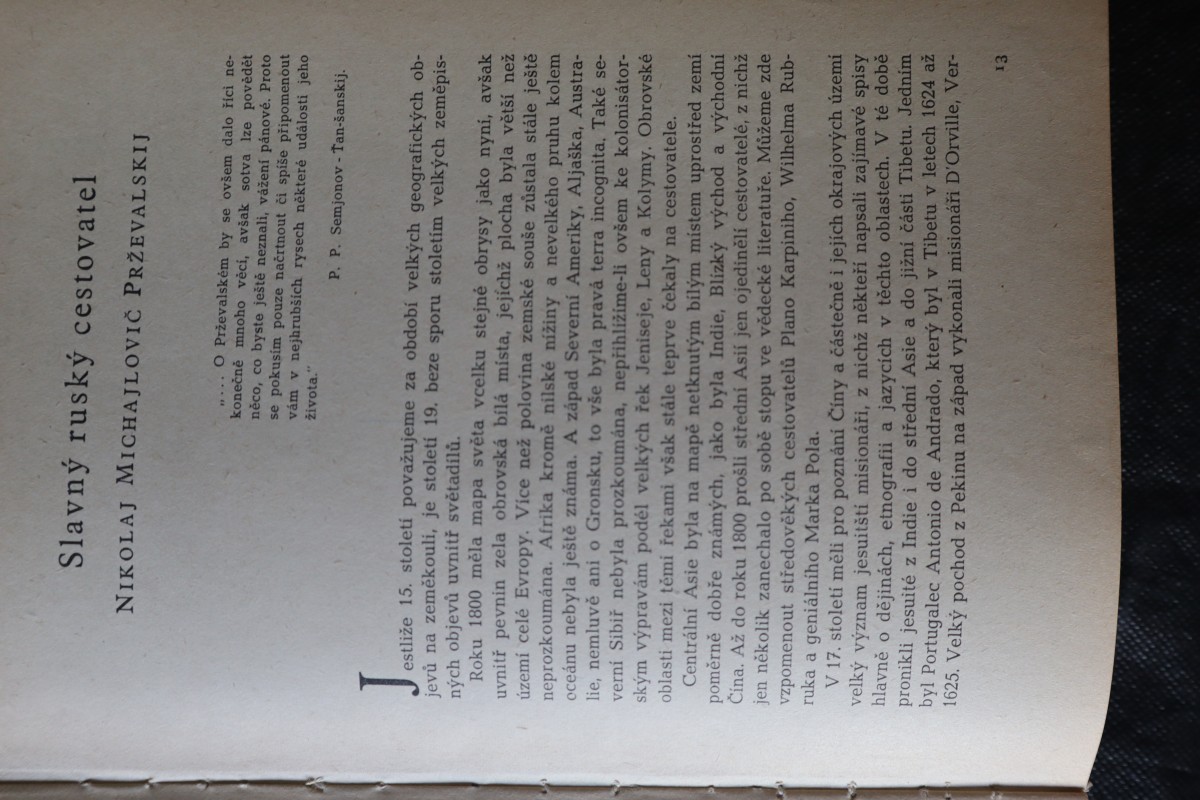 Slavný ruský cestovatel
NIKOLAJ MICHAJLOVIČ PRŽEVALSKIJ
"... O Prževalském by se ovšem dalo říci ne-
konečně mnoho věcí, avšak sotva lze povědět
něco, co byste ještě neznali, vážení pánové. Proto
se pokusím pouze načrtnout či spíše připomenout
vám v nejhrubších rysech některé události jeho
života."
P. P. Semjonov-Ťan-šanskij.
Jestliže 15. století považujeme za období velkých geografických ob-
jevů na zeměkouli, je století 19. beze sporu stoletím velkých zeměpis-
ných objevů uvnitř světadílů.
Roku 1800 měla mapa světa vcelku stejné obrysy jako nyní, avšak
uvnitř pevnin zela obrovská bílá místa, jejichž plocha byla větší než
území celé Evropy. Více než polovina zemské souše zůstala stále ještě
neprozkoumána. Afrika kromě nilské nížiny a nevelkého pruhu kolem
oceánu nebyla ještě známa. A západ Severní Ameriky, Aljaška, Austra-
lie, nemluvě ani o Gronsku, to vše byla pravá terra incognita. Také se-
verní Sibiř nebyla prozkoumána, nepřihlížíme-li ovšem ke kolonisátor-
ským výpravám podél velkých řek Jeniseje, Leny a Kolymy. Obrovské
oblasti mezi těmi řekami však stále teprve čekaly na cestovatele.
Centrální Asie byla na mapě netknutým bílým místem uprostřed zemí
poměrně dobře známých, jako byla Indie, Blízký východ a východní
Čína. Až do roku 1800 prošli střední Asií jen ojedinělí cestovatelé, z nichž
jen několik zanechalo po sobě stopu ve vědecké literatuře. Můžeme zde
vzpomenout středověkých cestovatelů Plano Karpiniho, Wilhelma Rub-
ruka a geniálního Marka Pola.
V 17. století měli pro poznání Číny a částečně i jejích okrajových území
velký význam jesuitští misionáři, z nichž někteří napsali zajímavé spisy
hlavně o dějinách, etnografii a jazycích v těchto oblastech. V té době
pronikli jesuité z Indie i do střední Asie a do jižní části Tibetu. Jedním
byl Portugalec Antonio de Andrado, který byl v Tibetu v letech 1624 až
1625. Velký pochod z Pekinu na západ vykonali misionáři D'Orville, Ver-
13